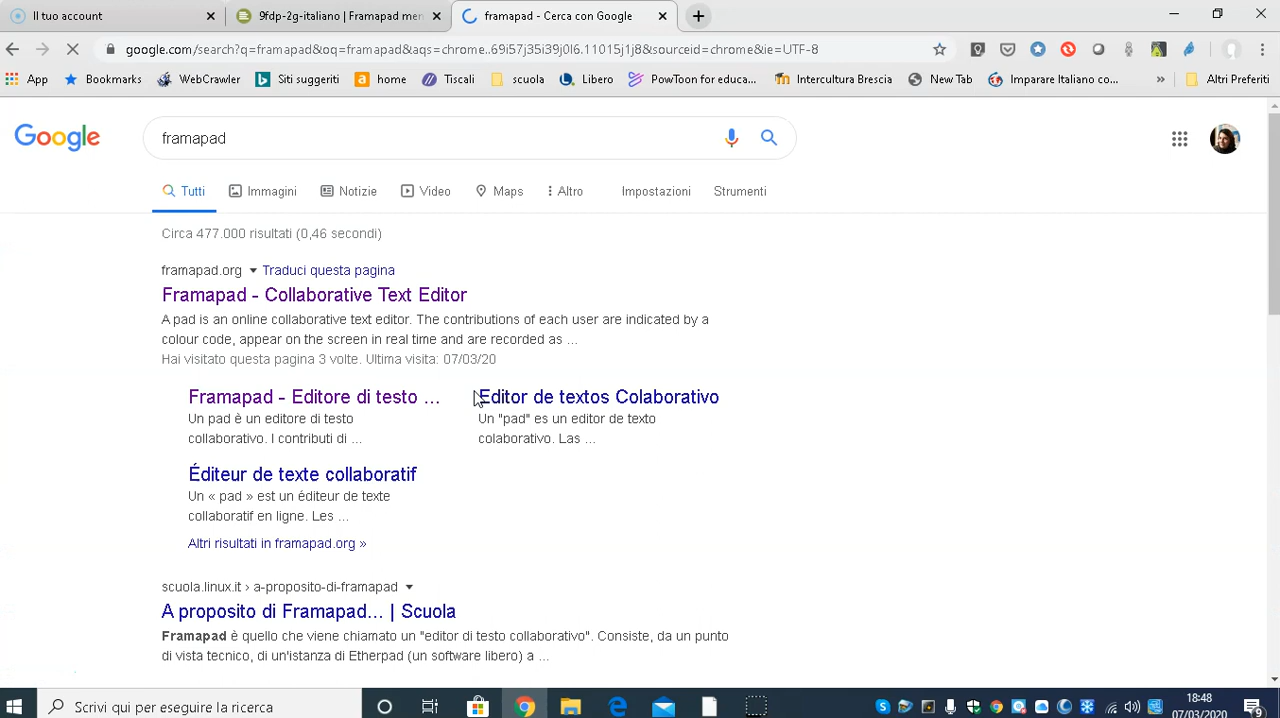 Il tuo account
9fdp-2g-italiano | Framapad men
framapad - Cerca con Google
google.com/search?q=framapad&oq=framapad&aqs=chrome..69i57j35i39j0l6.11015j1j8&sourceid=chrome&ie=UTF-8
App Bookmarks WebCrawler Siti suggeriti home Tiscali scuola Libero PowToon for educa... Intercultura Brescia New Tab Imparare Italiano co... » Altri Preferiti
Google
framapad
Tutti Immagini Notizie Video Maps Altro Impostazioni Strumenti
Circa 477.000 risultati (0,46 secondi)
framapad.org Traduci questa pagina
Framapad - Collaborative Text Editor
A pad is an online collaborative text editor. The contributions of each user are indicated by a
colour code, appear on the screen in real time and are recorded as ...
Hai visitato questa pagina 3 volte. Ultima visita: 07/03/20
Framapad - Editore di testo ...
Un pad è un editore di testo
collaborativo. I contributi di ...
Editor de textos Colaborativo
Un "pad" es un editor de texto
colaborativo. Las ...
Éditeur de texte collaboratif
Un « pad » est un éditeur de texte
collaboratif en ligne. Les ...
Altri risultati in framapad.org »
scuola.linux.it › a-proposito-di-framapad
A proposito di Framapad... | Scuola
Framapad è quello che viene chiamato un "editor di testo collaborativo". Consiste, da un punto
di vista tecnico, di un'istanza di Etherpad (un software libero) a ...
Scrivi qui per eseguire la ricerca
18:48
07/03/2020
9